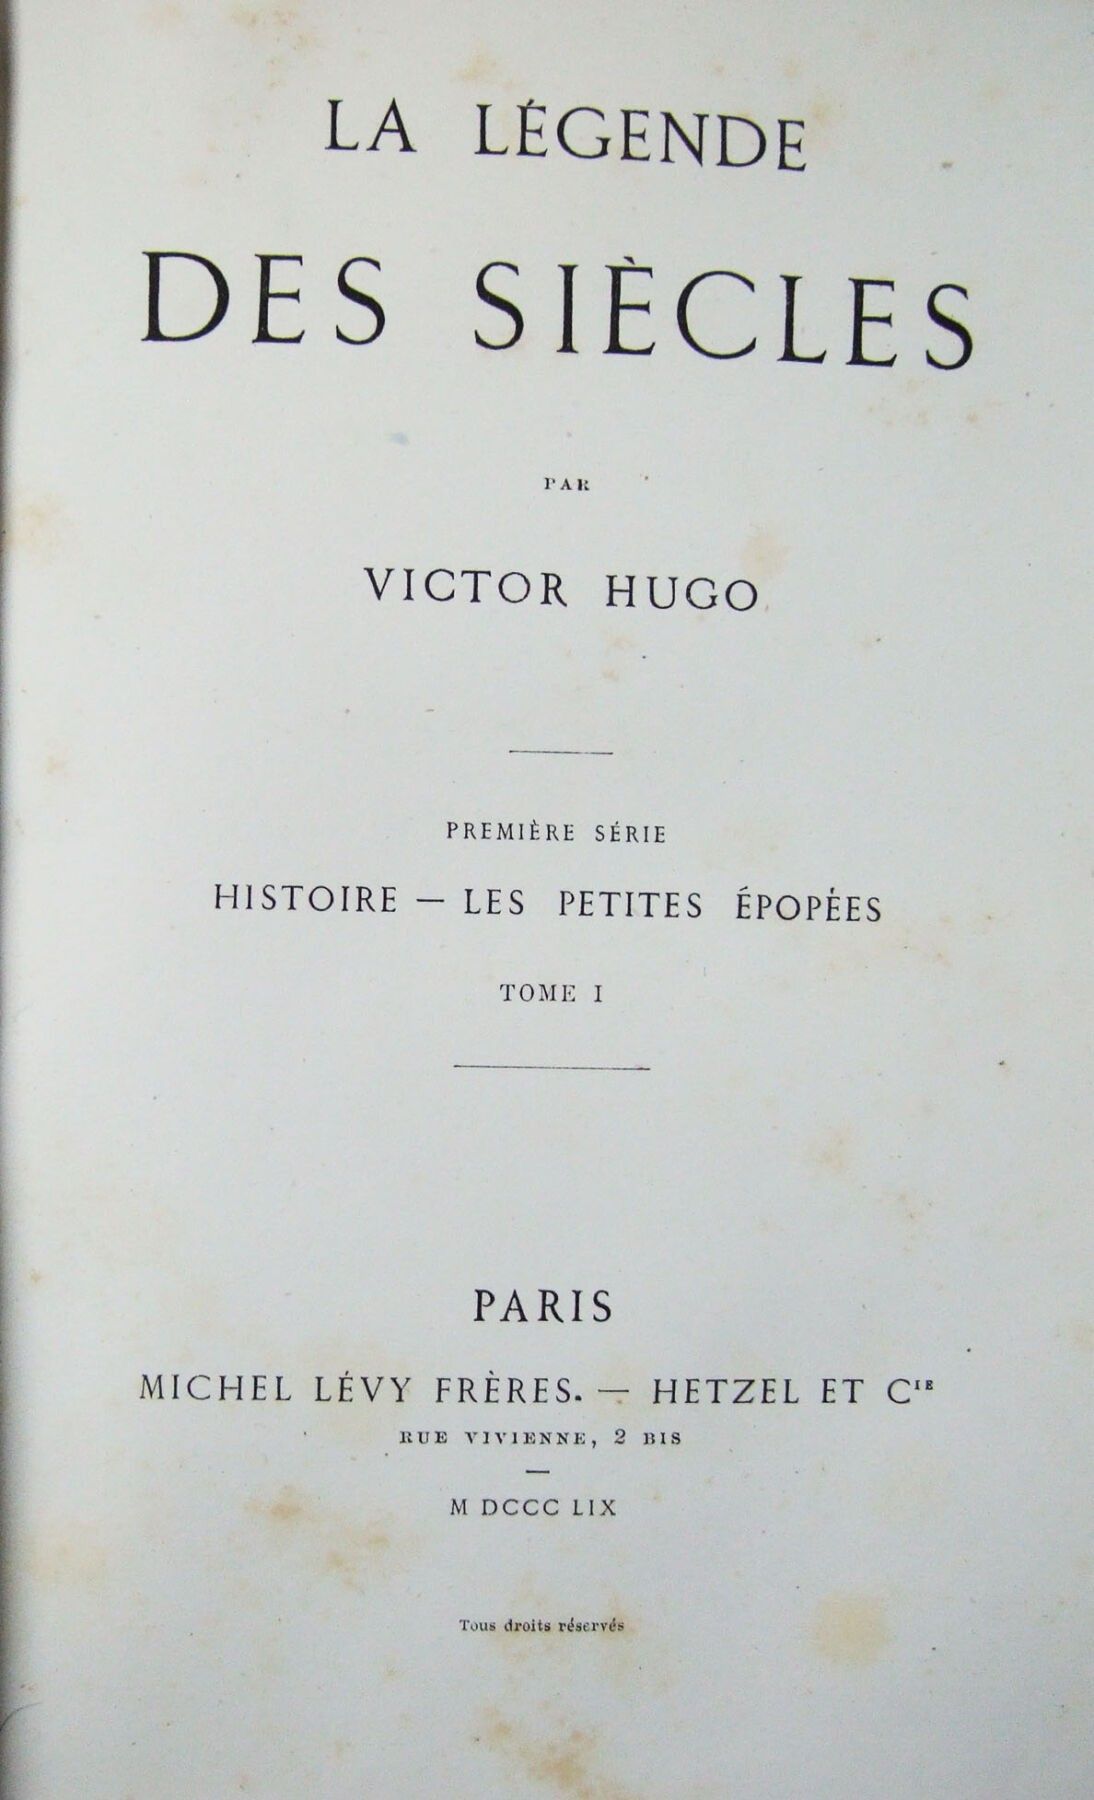 LA LÉGENDE
DES SIÈCLES
PAR
VICTOR HUGO
PREMIÈRE SÉRIE
HISTOIRE — LES PETITES ÉPOPÉES
TOME I
PARIS
MICHEL LÉVY FRÈRES. — HETZEL ET Cᴵᴱ
RUE VIVIENNE, 2 BIS
M DCCC LIX
Tous droits réservés